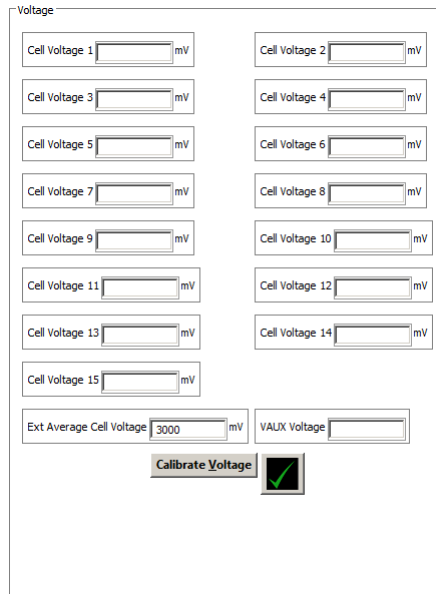 Voltage
Cell Voltage 1 mV Cell Voltage 2 mV
Cell Voltage 3 mV Cell Voltage 4 mV
Cell Voltage 5 mV Cell Voltage 6 mV
Cell Voltage 7 mV Cell Voltage 8 mV
Cell Voltage 9 mV Cell Voltage 10 mV
Cell Voltage 11 mV Cell Voltage 12 mV
Cell Voltage 13 mV Cell Voltage 14 mV
Cell Voltage 15 mV
Ext Average Cell Voltage 3000 mV VAUX Voltage
Calibrate Voltage